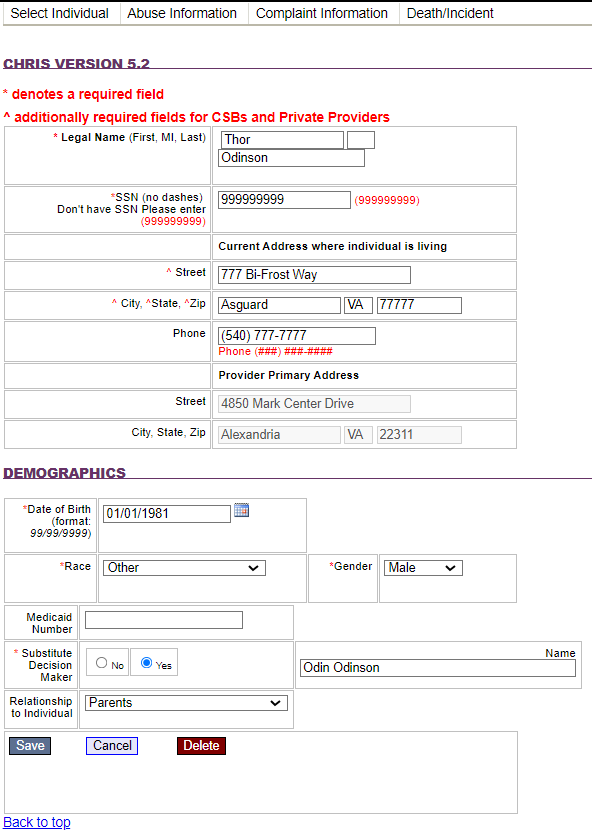 Select Individual Abuse Information Complaint Information Death/Incident
CHRIS VERSION 5.2
* denotes a required field
^ additionally required fields for CSBs and Private Providers
* Legal Name (First, MI, Last) Thor
Odinson
*SSN (no dashes) 999999999 (999999999)
Don't have SSN Please enter
(999999999)
Current Address where individual is living
^ Street 777 Bi-Frost Way
^ City, ^State, ^Zip Asguard VA 77777
Phone (540) 777-7777
Phone (###) ###-####
Provider Primary Address
Street 4850 Mark Center Drive
City, State, Zip Alexandria VA 22311
DEMOGRAPHICS
*Date of Birth 01/01/1981
(format:
99/99/9999)
*Race Other *Gender Male
Medicaid
Number
* Substitute
Decision
Maker
No Yes
Name
Odin Odinson
Relationship
to Individual
Parents
Save Cancel Delete
Back to top